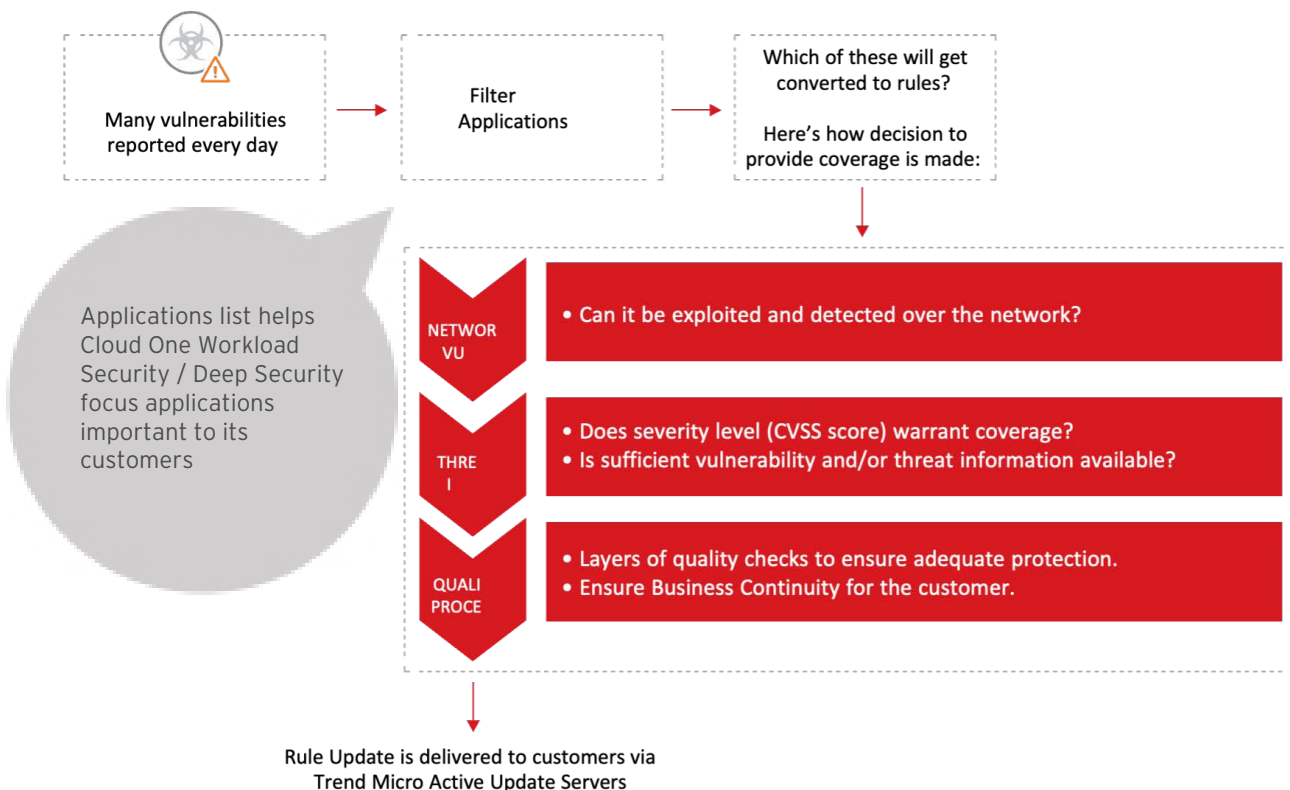 Many vulnerabilities
reported every day
Filter
Applications
Which of these will get
converted to rules?
Here’s how decision to
provide coverage is made:
Applications list helps
Cloud One Workload
Security / Deep Security
focus applications
important to its
customers
NETWOR
VU
• Can it be exploited and detected over the network?
THRE
I
• Does severity level (CVSS score) warrant coverage?
• Is sufficient vulnerability and/or threat information available?
QUALI
PROCE
• Layers of quality checks to ensure adequate protection.
• Ensure Business Continuity for the customer.
Rule Update is delivered to customers via
Trend Micro Active Update Servers